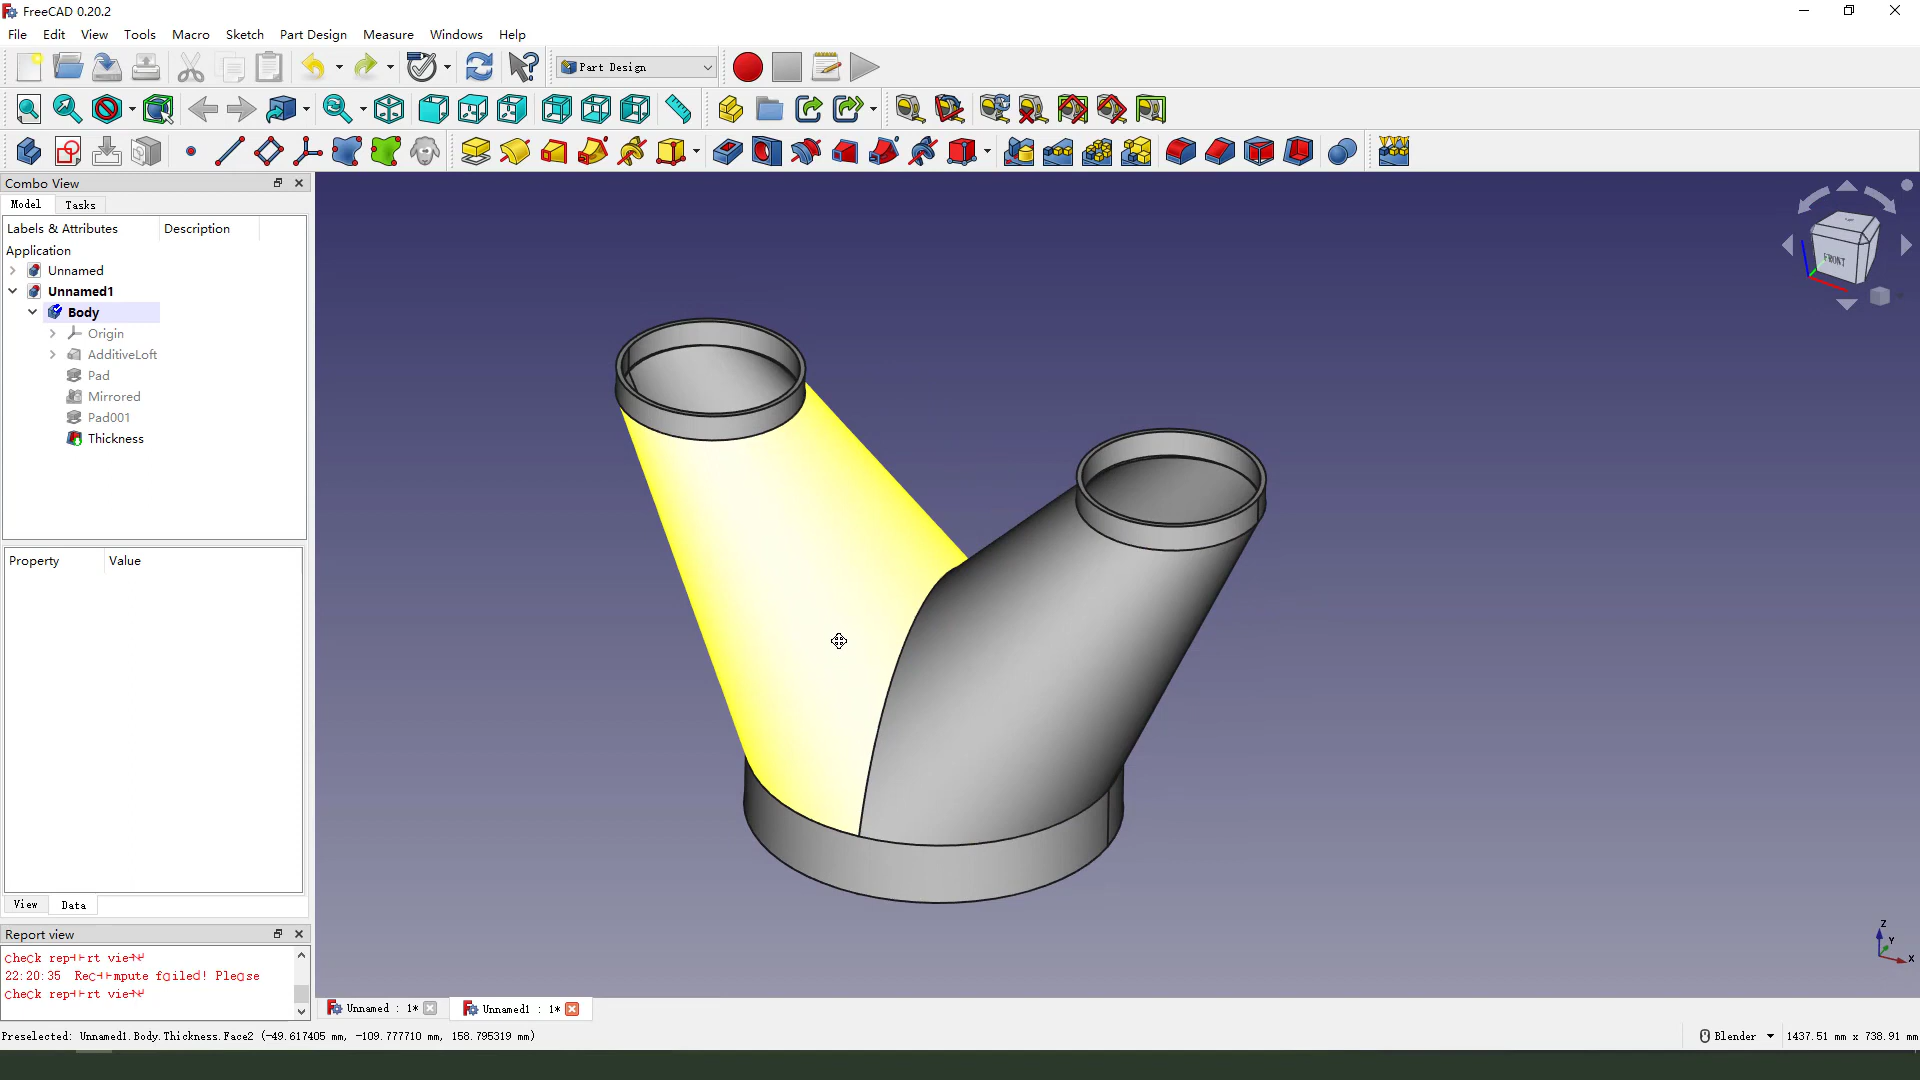 FreeCAD 0.20.2
File Edit View Tools Macro Sketch Part Design Measure Windows Help
Part Design
Combo View
Model Tasks
Labels & Attributes Description
Application
Unnamed
Unnamed1
Body
Origin
AdditiveLoft
Pad
Mirrored
Pad001
Thickness
Property Value
View Data
Report view
22:20:35
FRONT
Z
Y
X
Unnamed : 1*
Unnamed1 : 1*
Preselected: Unnamed1.Body.Thickness.Face2 (-49.617405 mm, -109.777710 mm, 158.795319 mm)
Blender 1437.51 mm x 738.91 mm